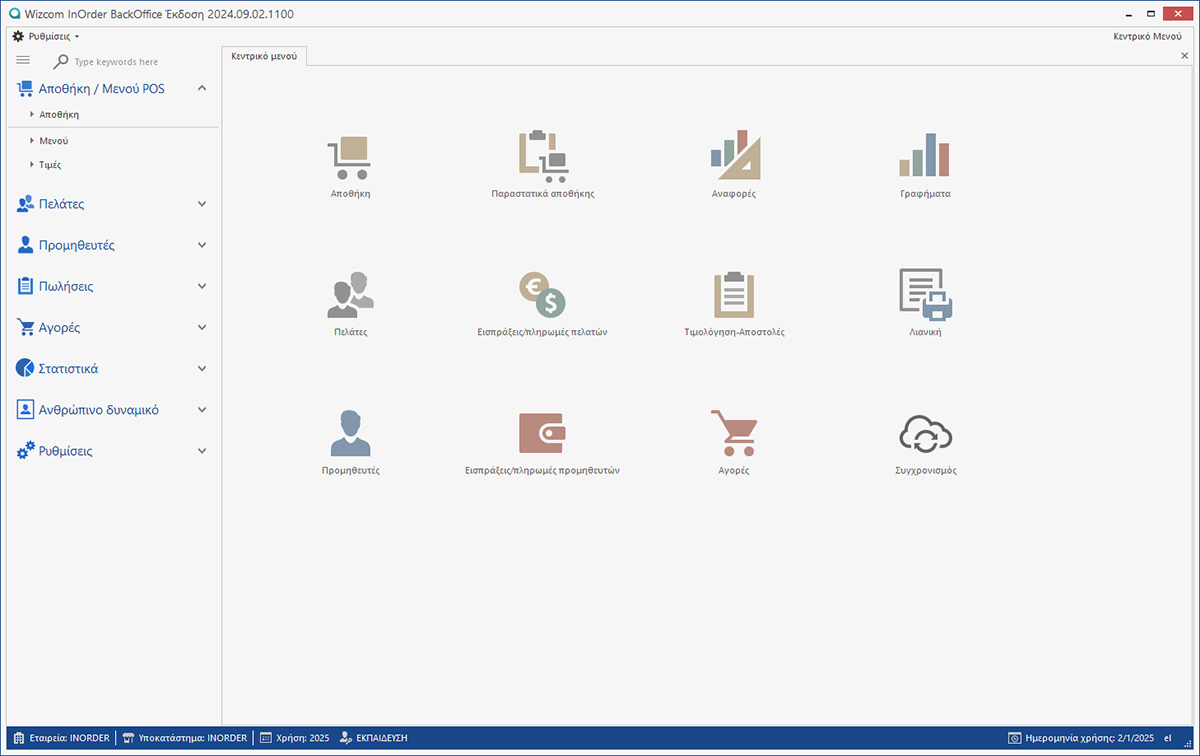 Wizcom InOrder BackOffice Έκδοση 2024.09.02.1100
Ρυθμίσεις
Κεντρικό Μενού
Type keywords here
Κεντρικό μενού
Αποθήκη / Μενού POS
Αποθήκη
Μενού
Τιμές
Πελάτες
Προμηθευτές
Πωλήσεις
Αγορές
Στατιστικά
Ανθρώπινο δυναμικό
Ρυθμίσεις
Αποθήκη
Παραστατικά αποθήκης
Αναφορές
Γραφήματα
Πελάτες
€ $
Εισπράξεις/πληρωμές πελατών
Τιμολόγηση-Αποστολές
Λιανική
Προμηθευτές
Εισπράξεις/πληρωμές προμηθευτών
Αγορές
Συγχρονισμός
Εταιρεία: INORDER
Υποκατάστημα: INORDER
Χρήση: 2025
ΕΚΠΑΙΔΕΥΣΗ
Ημερομηνία χρήσης: 2/1/2025
el